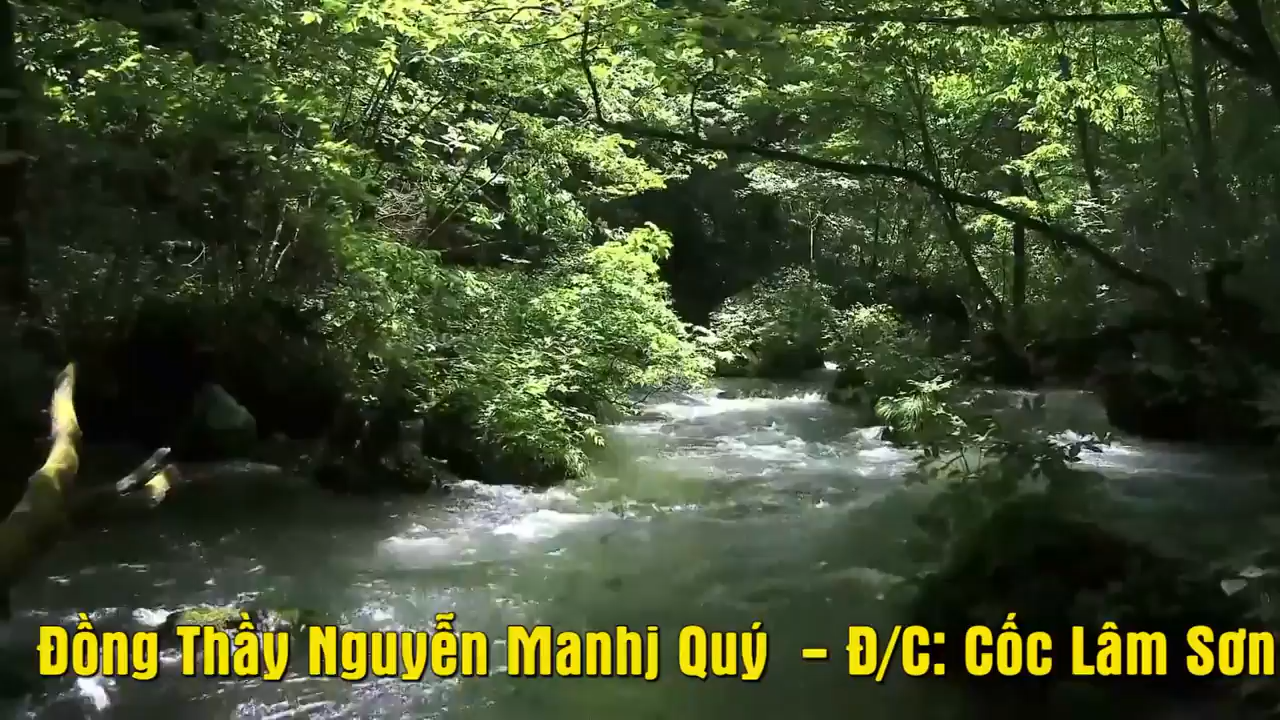 Đồng Thầy Nguyễn Manhj Quý – Đ/C: Cốc Lâm Sơn